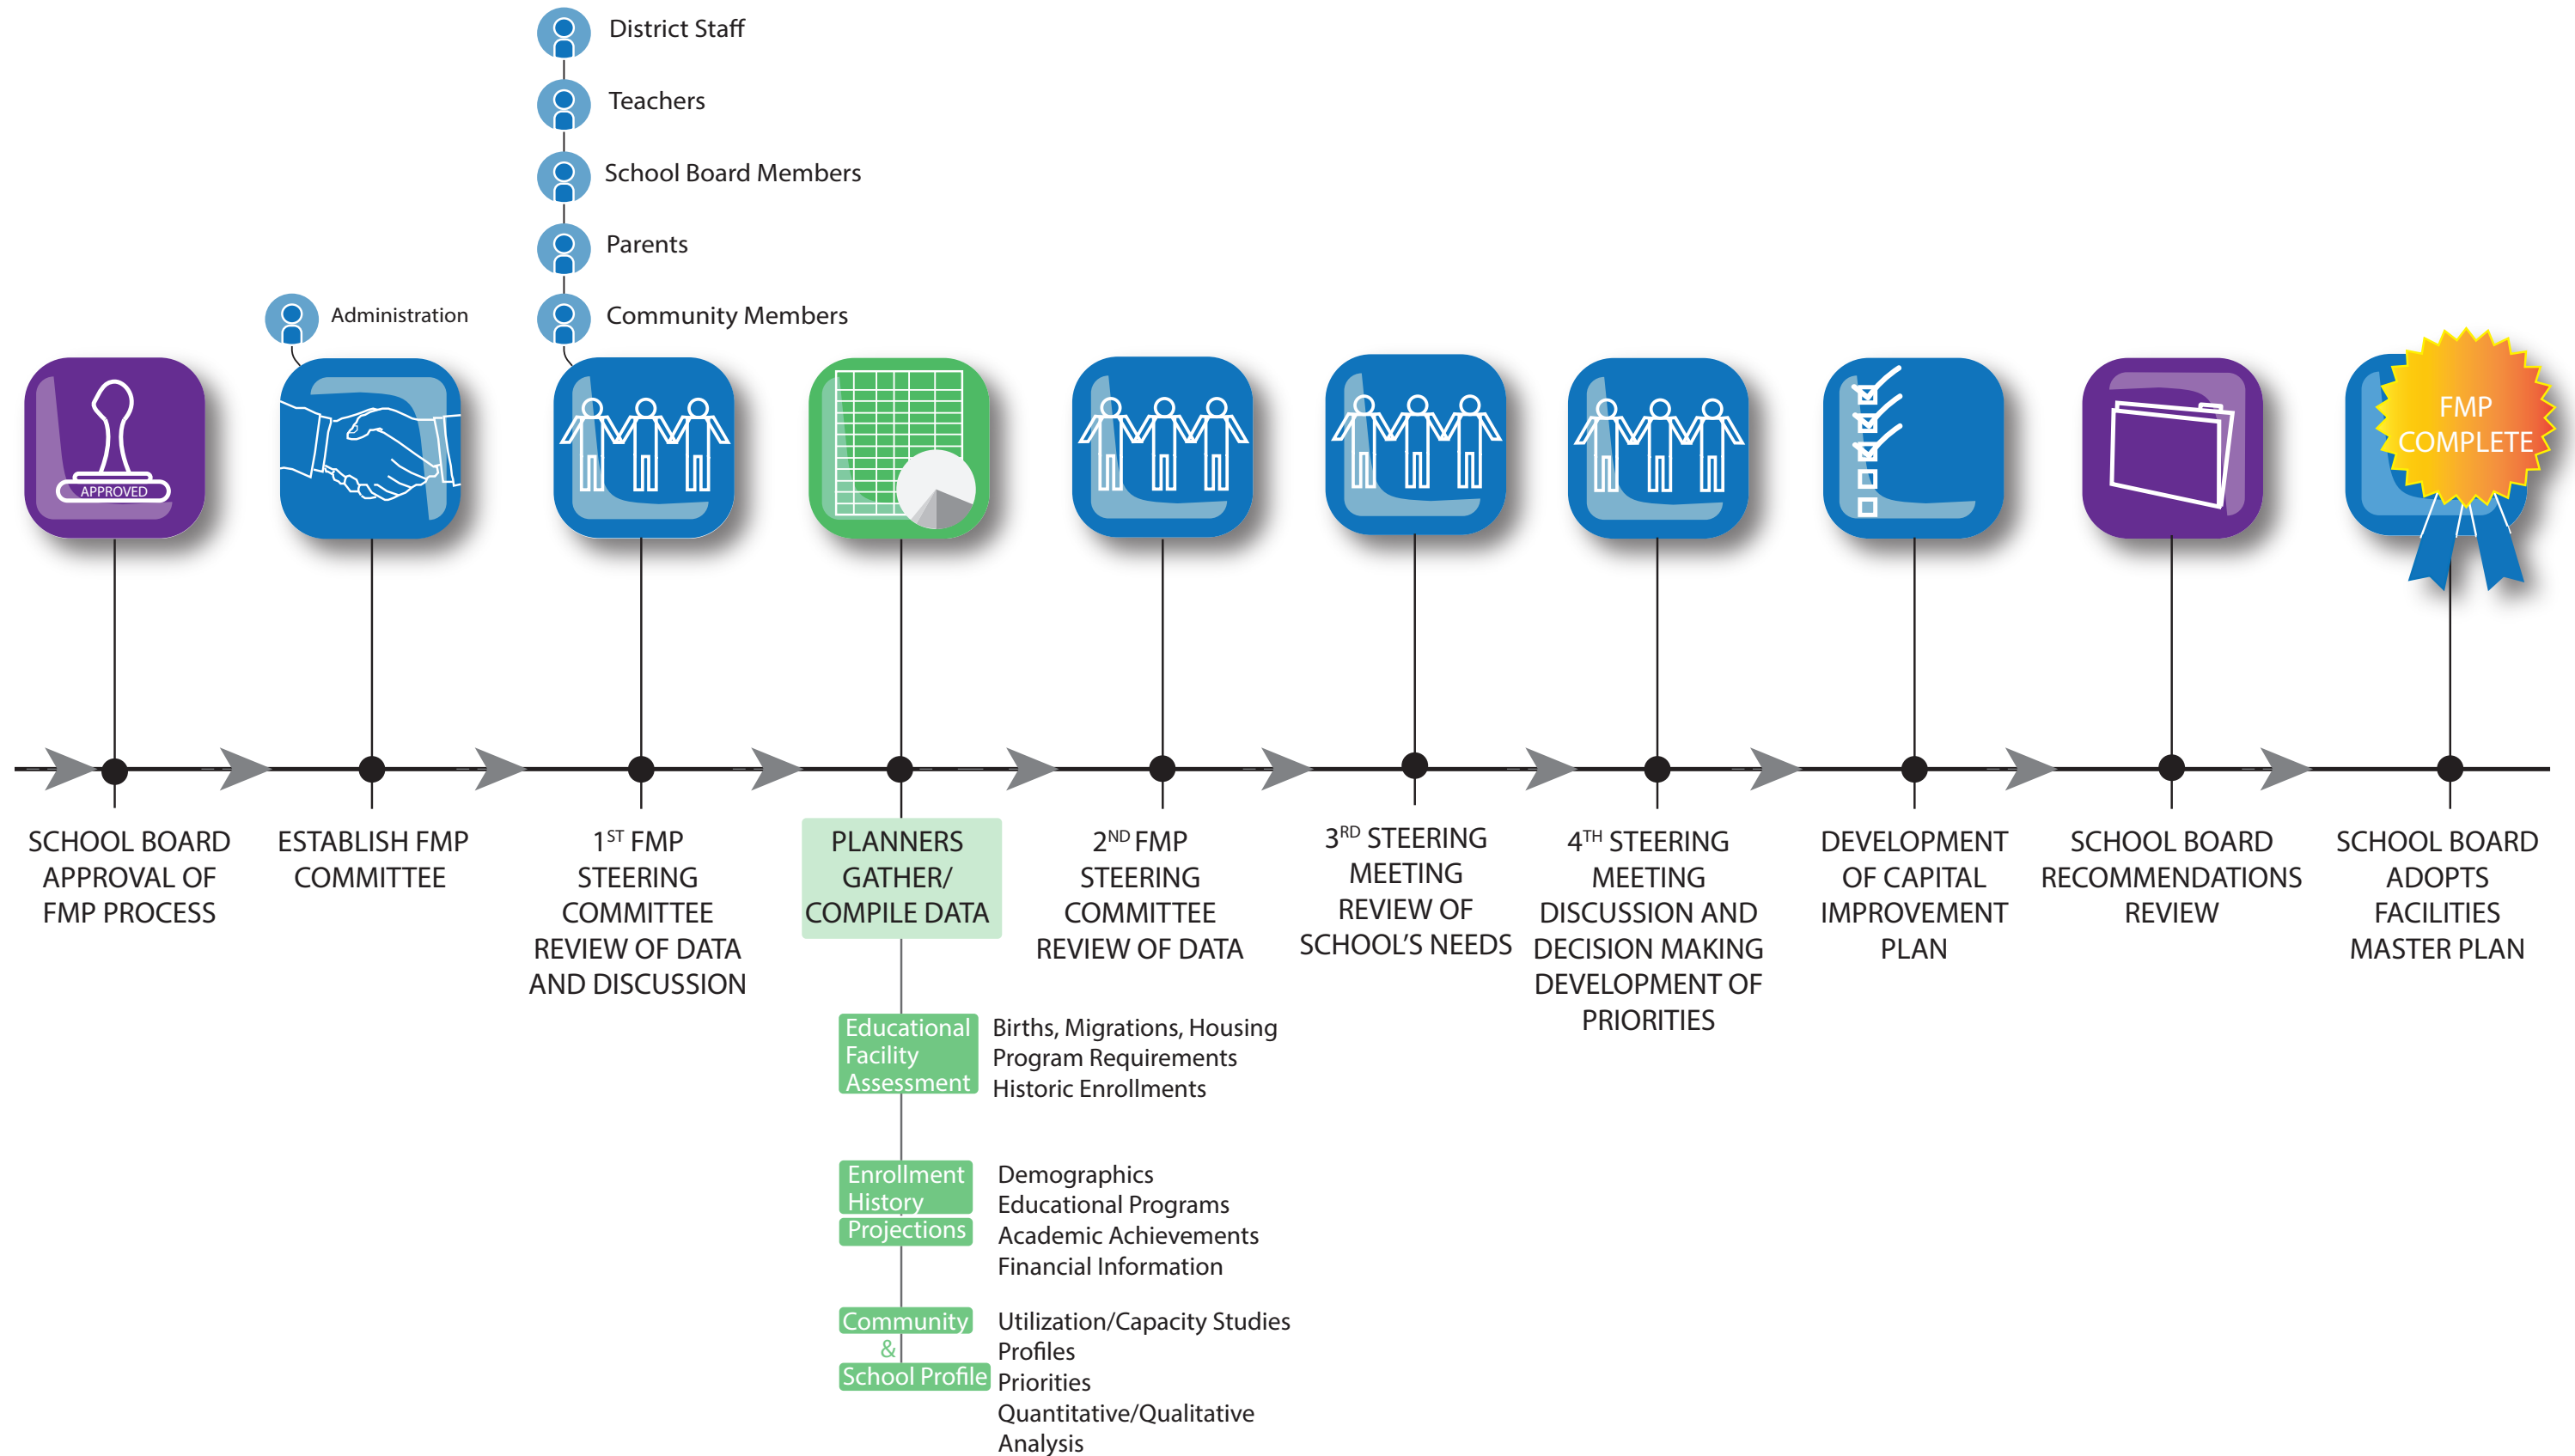 District Staff
Teachers
School Board Members
Parents
Community Members
Administration
APPROVED
FMP
COMPLETE
SCHOOL BOARD
APPROVAL OF
FMP PROCESS
ESTABLISH FMP
COMMITTEE
1ST FMP
STEERING
COMMITTEE
REVIEW OF DATA
AND DISCUSSION
PLANNERS
GATHER/
COMPILE DATA
2ND FMP
STEERING
COMMITTEE
REVIEW OF DATA
3RD STEERING
MEETING
REVIEW OF
SCHOOL’S NEEDS
4TH STEERING
MEETING
DISCUSSION AND
DECISION MAKING
DEVELOPMENT OF
PRIORITIES
DEVELOPMENT
OF CAPITAL
IMPROVEMENT
PLAN
SCHOOL BOARD
RECOMMENDATIONS
REVIEW
SCHOOL BOARD
ADOPTS
FACILITIES
MASTER PLAN
Educational
Facility
Assessment
Births, Migrations, Housing
Program Requirements
Historic Enrollments
Enrollment
History
Projections
Demographics
Educational Programs
Academic Achievements
Financial Information
Community
&
School Profile
Utilization/Capacity Studies
Profiles
Priorities
Quantitative/Qualitative
Analysis